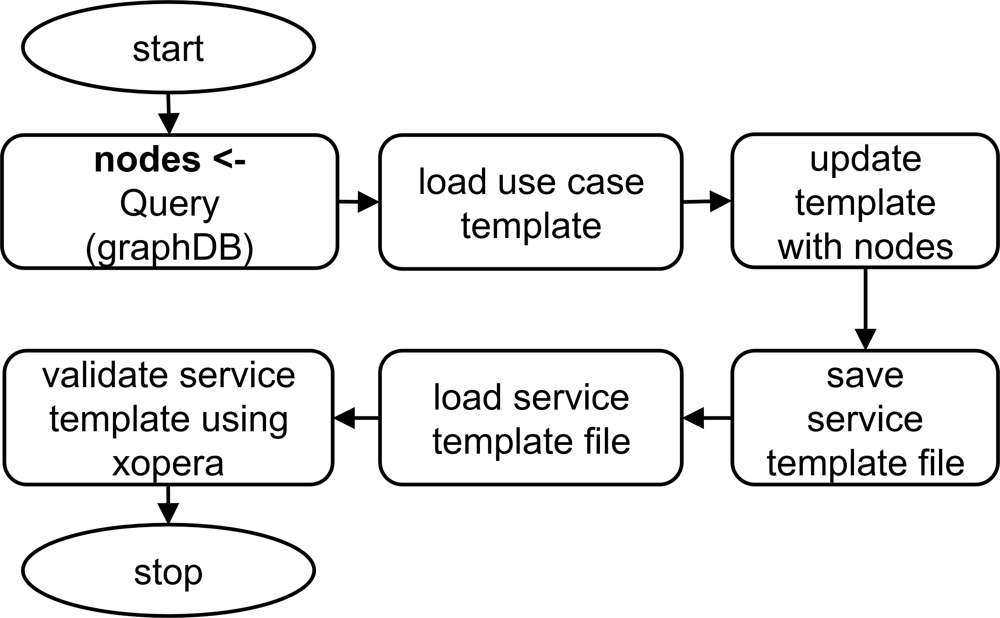 start
nodes <-
Query
(graphDB)
load use case
template
update
template
with nodes
save
service
template file
load service
template file
validate service
template using
xopera
stop